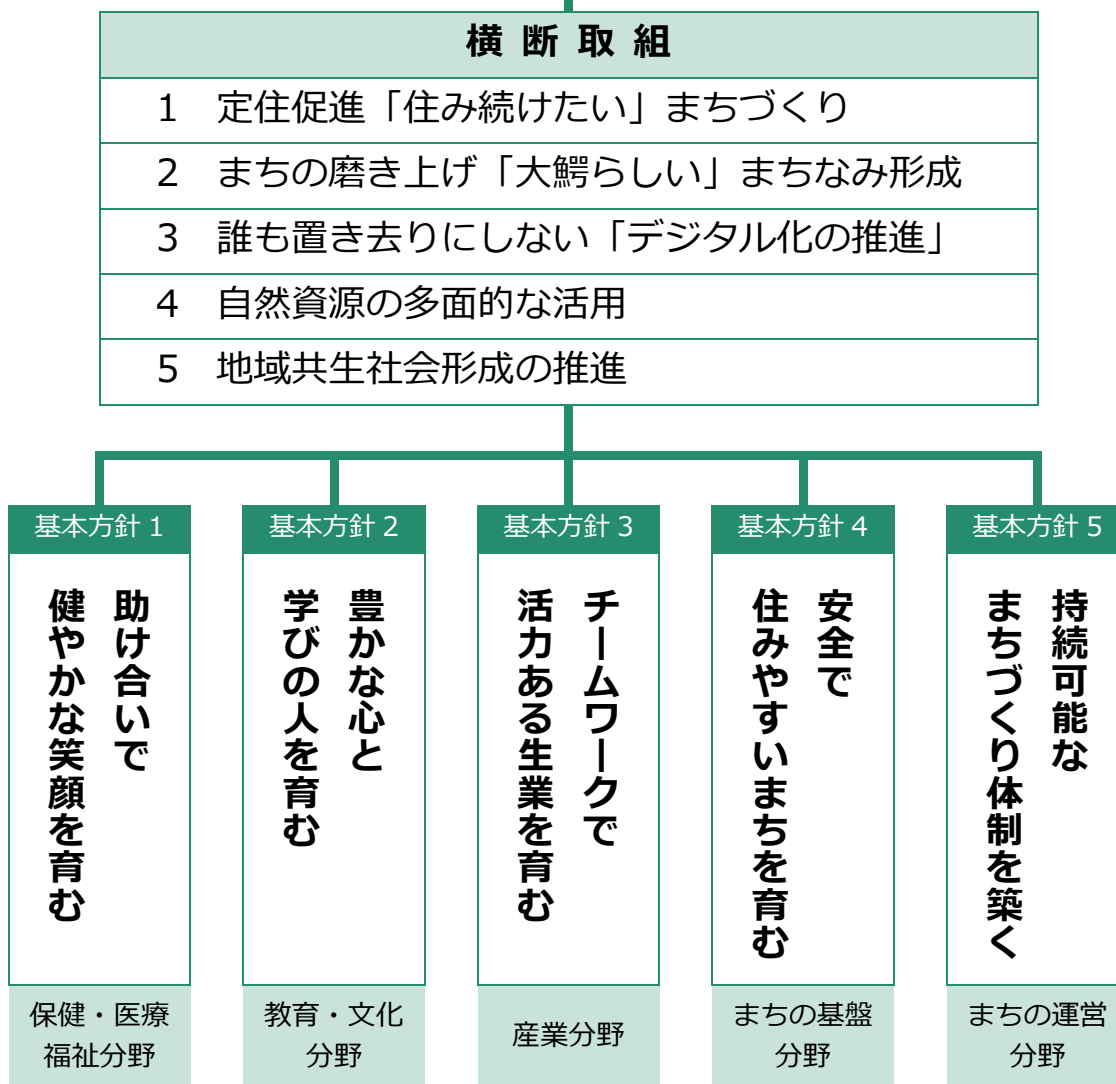 横断取組
1 定住促進「住み続けたい」まちづくり
2 まちの磨き上げ「大鰐らしい」まちなみ形成
3 誰も置き去りにしない「デジタル化の推進」
4 自然資源の多面的な活用
5 地域共生社会形成の推進
基本方針1
助け合いで
健やかな笑顔を育む
保健・医療
福祉分野
基本方針2
豊かな心と
学びの人を育む
教育・文化
分野
基本方針3
チームワークで
活力ある生業を育む
産業分野
基本方針4
安全で
住みやすいまちを育む
まちの基盤
分野
基本方針5
持続可能な
まちづくり体制を築く
まちの運営
分野